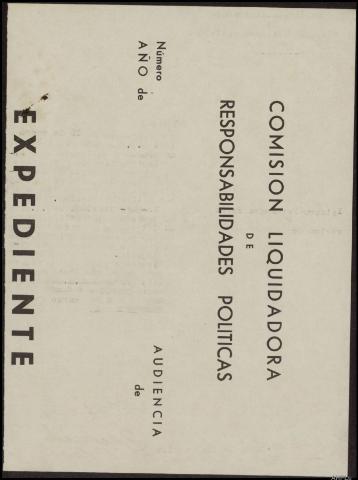 COMISION LIQUIDADORA
DE
RESPONSABILIDADES POLITICAS
Número
AÑO de
AUDIENCIA
de
EXPEDIENTE